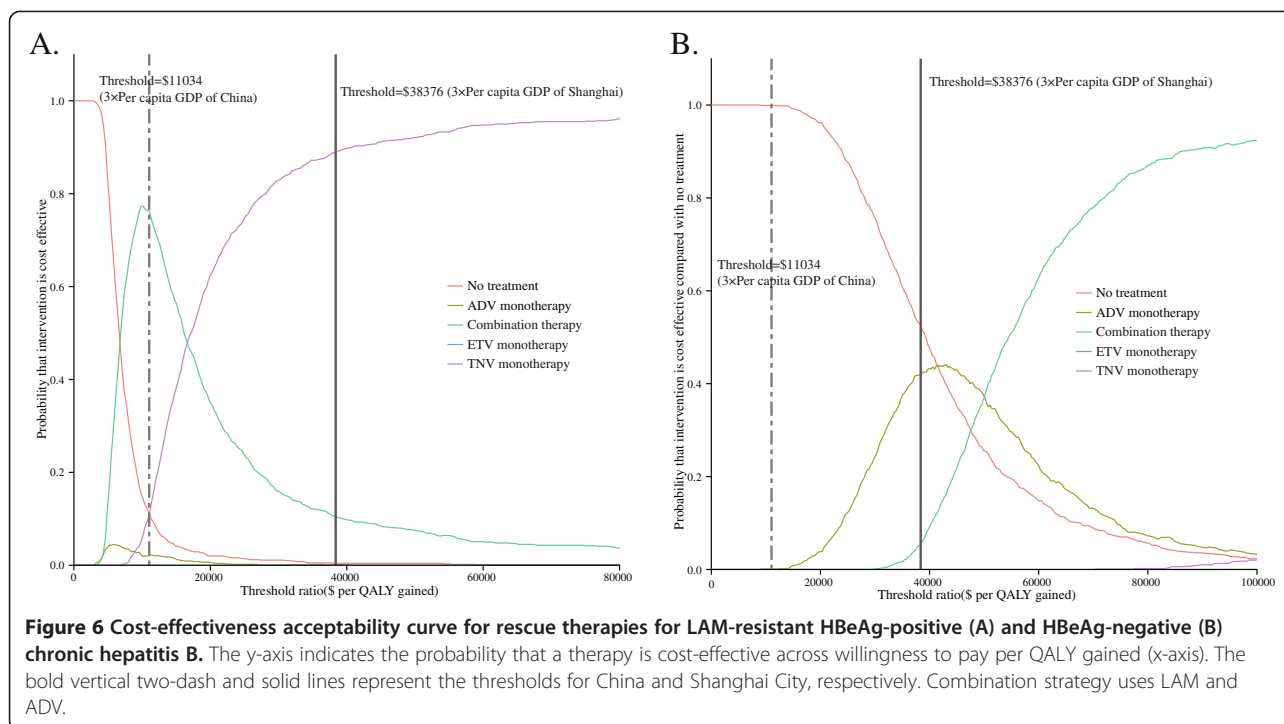 A.
Threshold=$11034
(3×Per capita GDP of China)
Threshold=$38376 (3×Per capita GDP of Shanghai)
Probability that intervention is cost effective
1.0
0.8
0.6
0.4
0.2
0.0
No treatment
ADV monotherapy
Combination therapy
ETV monotherapy
TNV monotherapy
0 20000 40000 60000 80000
Threshold ratio($ per QALY gained)
B.
Threshold=$38376 (3×Per capita GDP of Shanghai)
Threshold=$11034
(3×Per capita GDP of China)
Probability that intervention is cost effective compared with no treatment
1.0
0.8
0.6
0.4
0.2
0.0
No treatment
ADV monotherapy
Combination therapy
ETV monotherapy
TNV monotherapy
0 20000 40000 60000 80000 100000
Threshold ratio($ per QALY gained)
Figure 6 Cost-effectiveness acceptability curve for rescue therapies for LAM-resistant HBeAg-positive (A) and HBeAg-negative (B)
chronic hepatitis B. The y-axis indicates the probability that a therapy is cost-effective across willingness to pay per QALY gained (x-axis). The
bold vertical two-dash and solid lines represent the thresholds for China and Shanghai City, respectively. Combination strategy uses LAM and
ADV.